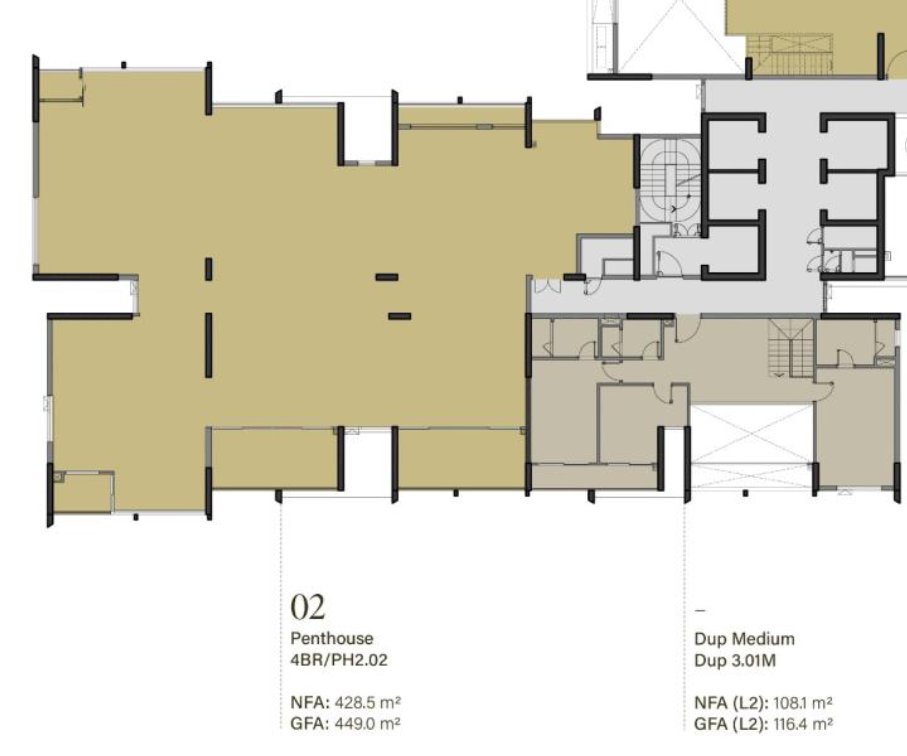 02
Penthouse
4BR/PH2.02
NFA: 428.5 m²
GFA: 449.0 m²
–
Dup Medium
Dup 3.01M
NFA (L2): 108.1 m²
GFA (L2): 116.4 m²